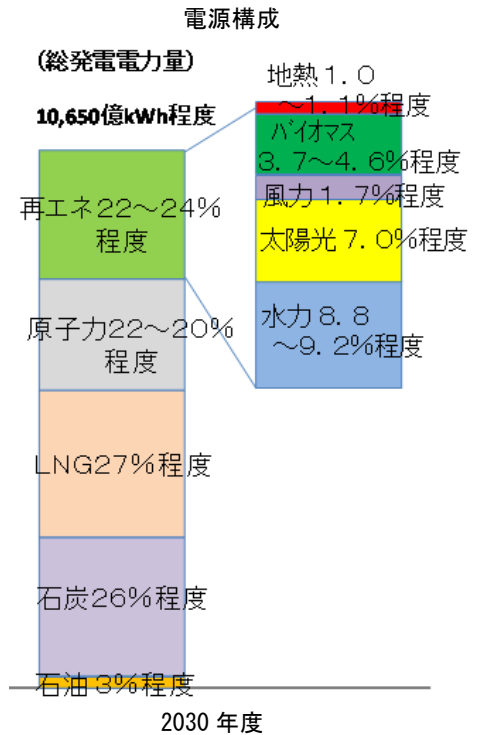 電源構成
(総発電電力量)
10,650億kWh程度
地熱1.0
～1.1%程度
バイオマス
3.7～4.6%程度
風力1.7%程度
太陽光7.0%程度
水力8.8
～9.2%程度
再エネ22～24%
程度
原子力22～20%
程度
LNG27%程度
石炭26%程度
石油3%程度
2030年度